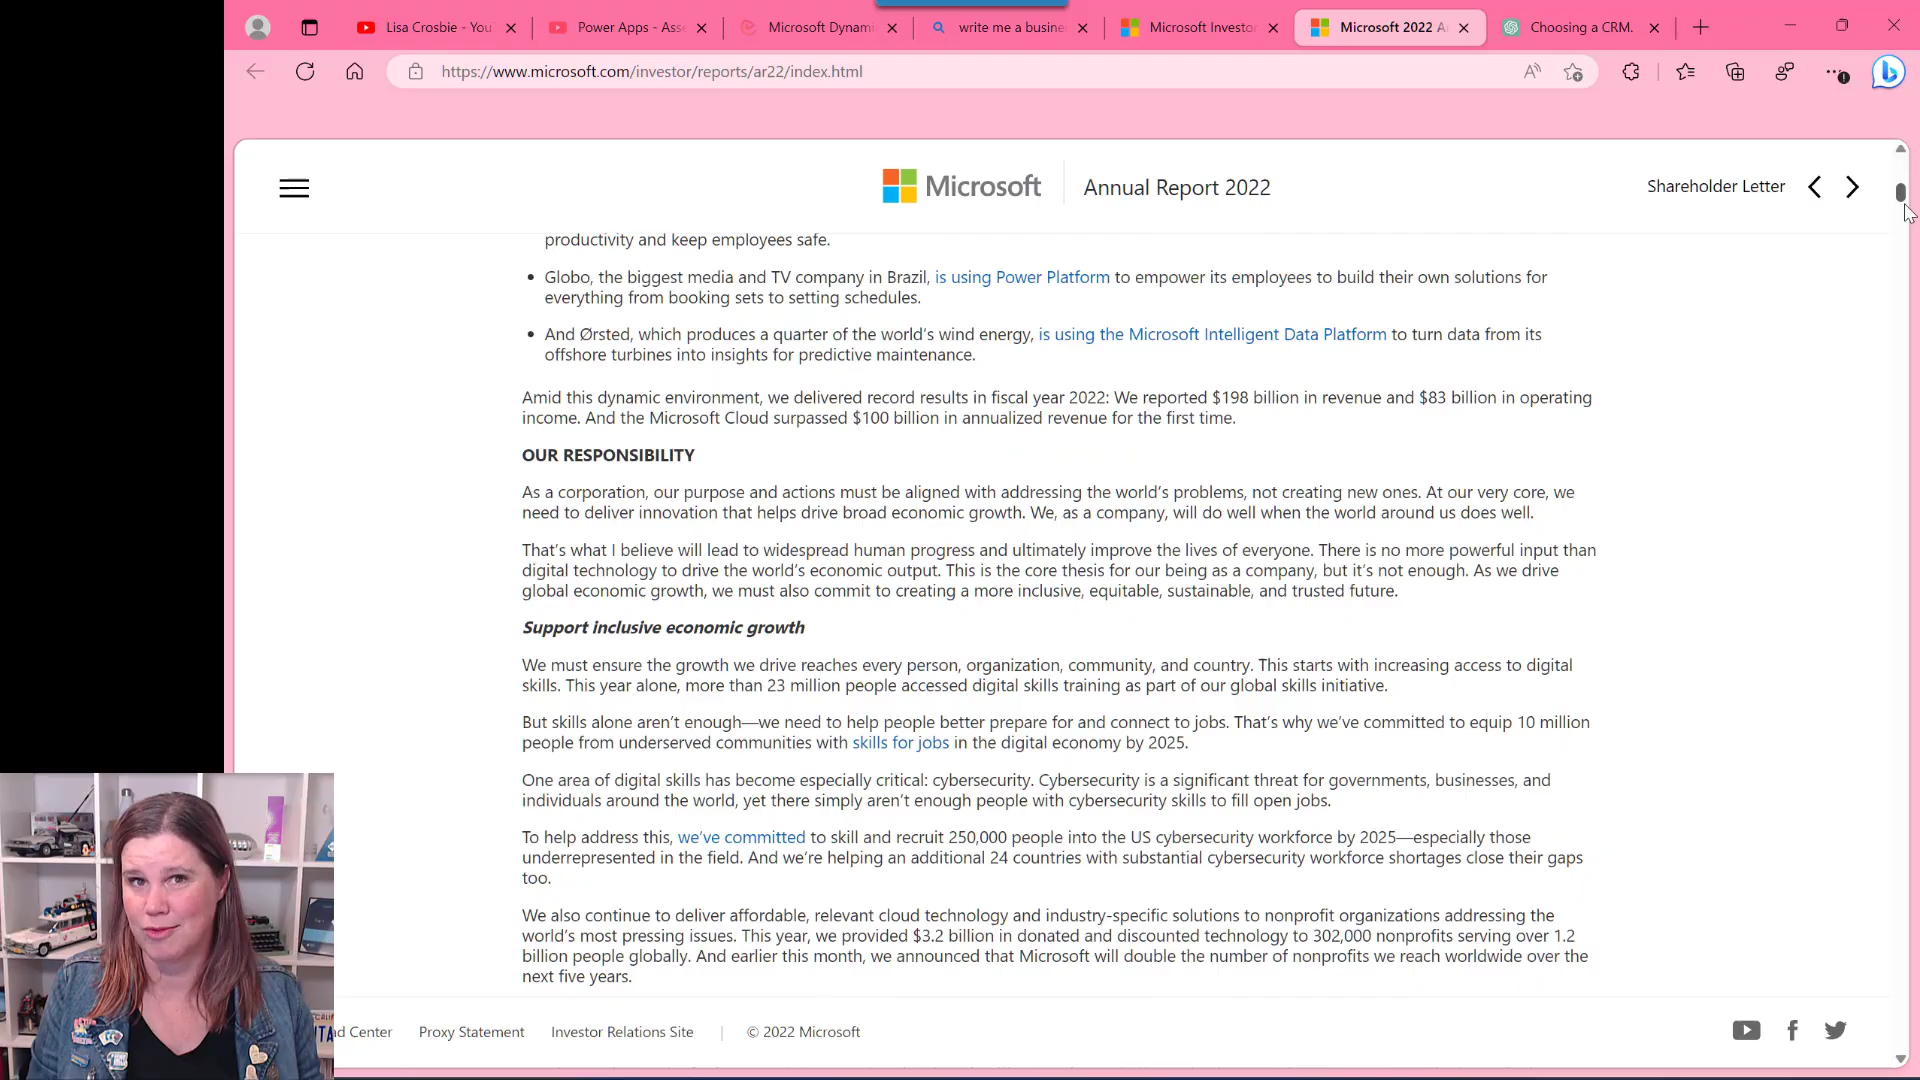 Lisa Crosbie - You
Power Apps - Ass
Microsoft Dynami
write me a busine
Microsoft Investor
Microsoft 2022 A
Choosing a CRM.
https://www.microsoft.com/investor/reports/ar22/index.html
Microsoft
Annual Report 2022
Shareholder Letter
productivity and keep employees safe.
• Globo, the biggest media and TV company in Brazil, is using Power Platform to empower its employees to build their own solutions for
everything from booking sets to setting schedules.
• And Ørsted, which produces a quarter of the world's wind energy, is using the Microsoft Intelligent Data Platform to turn data from its
offshore turbines into insights for predictive maintenance.
Amid this dynamic environment, we delivered record results in fiscal year 2022: We reported $198 billion in revenue and $83 billion in operating
income. And the Microsoft Cloud surpassed $100 billion in annualized revenue for the first time.
OUR RESPONSIBILITY
As a corporation, our purpose and actions must be aligned with addressing the world's problems, not creating new ones. At our very core, we
need to deliver innovation that helps drive broad economic growth. We, as a company, will do well when the world around us does well.
That's what I believe will lead to widespread human progress and ultimately improve the lives of everyone. There is no more powerful input than
digital technology to drive the world's economic output. This is the core thesis for our being as a company, but it's not enough. As we drive
global economic growth, we must also commit to creating a more inclusive, equitable, sustainable, and trusted future.
Support inclusive economic growth
We must ensure the growth we drive reaches every person, organization, community, and country. This starts with increasing access to digital
skills. This year alone, more than 23 million people accessed digital skills training as part of our global skills initiative.
But skills alone aren't enough—we need to help people better prepare for and connect to jobs. That's why we've committed to equip 10 million
people from underserved communities with skills for jobs in the digital economy by 2025.
One area of digital skills has become especially critical: cybersecurity. Cybersecurity is a significant threat for governments, businesses, and
individuals around the world, yet there simply aren't enough people with cybersecurity skills to fill open jobs.
To help address this, we've committed to skill and recruit 250,000 people into the US cybersecurity workforce by 2025—especially those
underrepresented in the field. And we're helping an additional 24 countries with substantial cybersecurity workforce shortages close their gaps
too.
We also continue to deliver affordable, relevant cloud technology and industry-specific solutions to nonprofit organizations addressing the
world's most pressing issues. This year, we provided $3.2 billion in donated and discounted technology to 302,000 nonprofits serving over 1.2
billion people globally. And earlier this month, we announced that Microsoft will double the number of nonprofits we reach worldwide over the
next five years.
d Center
Proxy Statement
Investor Relations Site
© 2022 Microsoft